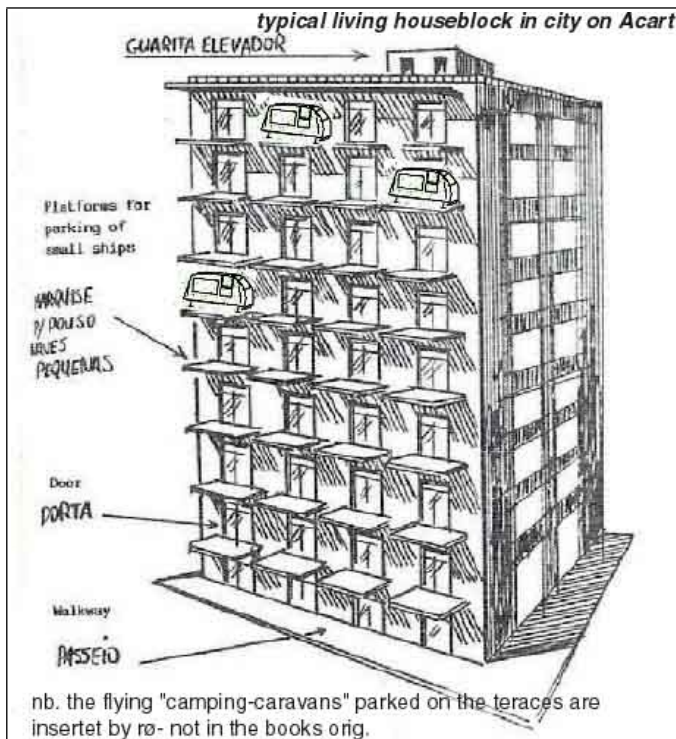 typical living houseblock in city on Acart
GUARITA ELEVADOR
Platforms for
parking of
small ships
MARQUISE
P/ POUSO
NAVES
PEQUENAS
Door
PORTA
Walkway
PASSEIO
nb. the flying "camping-caravans" parked on the teraces are
insertet by rø- not in the books orig.